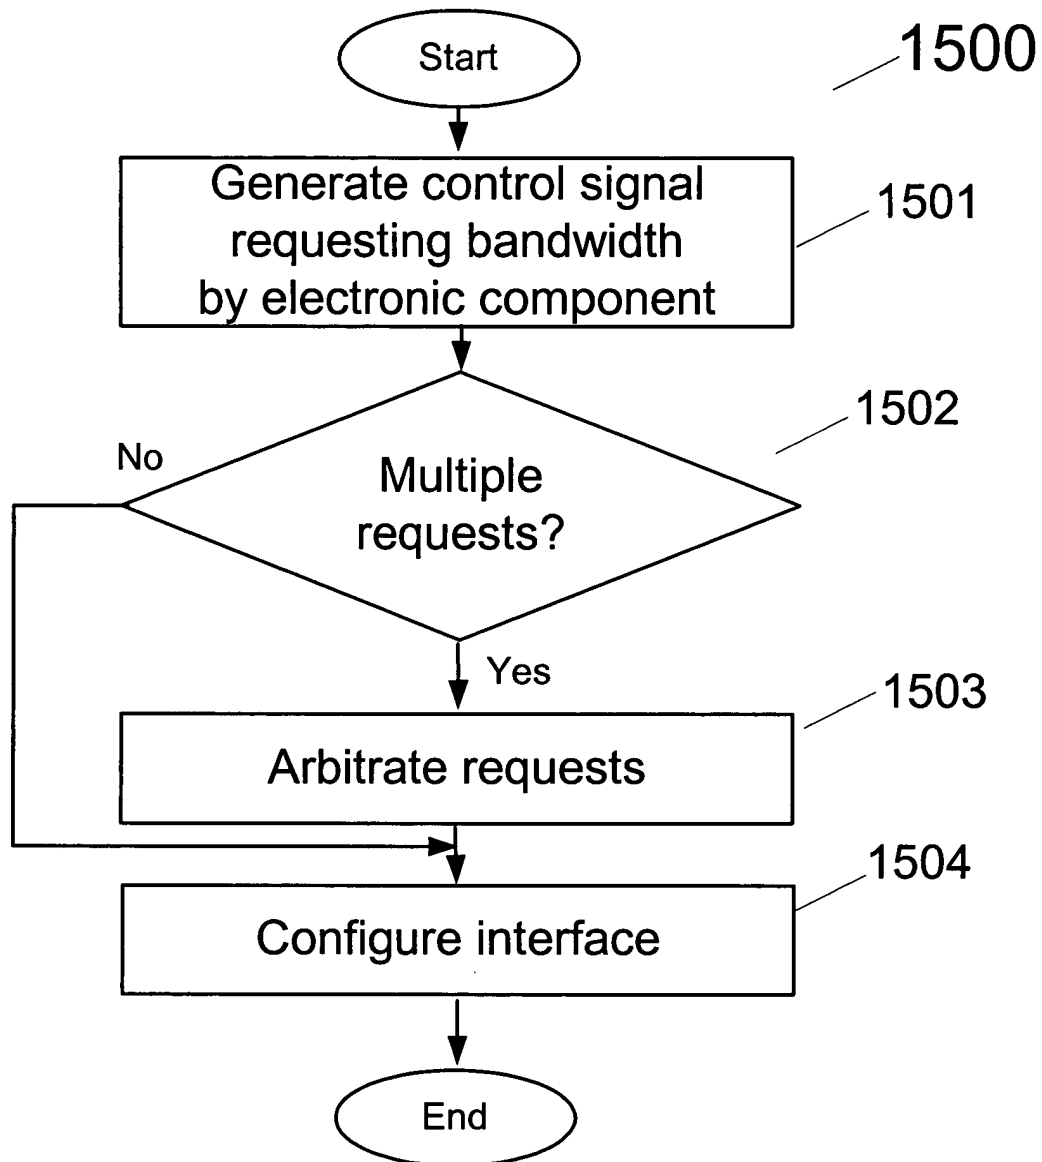 Start
1500
Generate control signal
requesting bandwidth
by electronic component
1501
1502
No
Multiple
requests?
Yes
1503
Arbitrate requests
1504
Configure interface
End